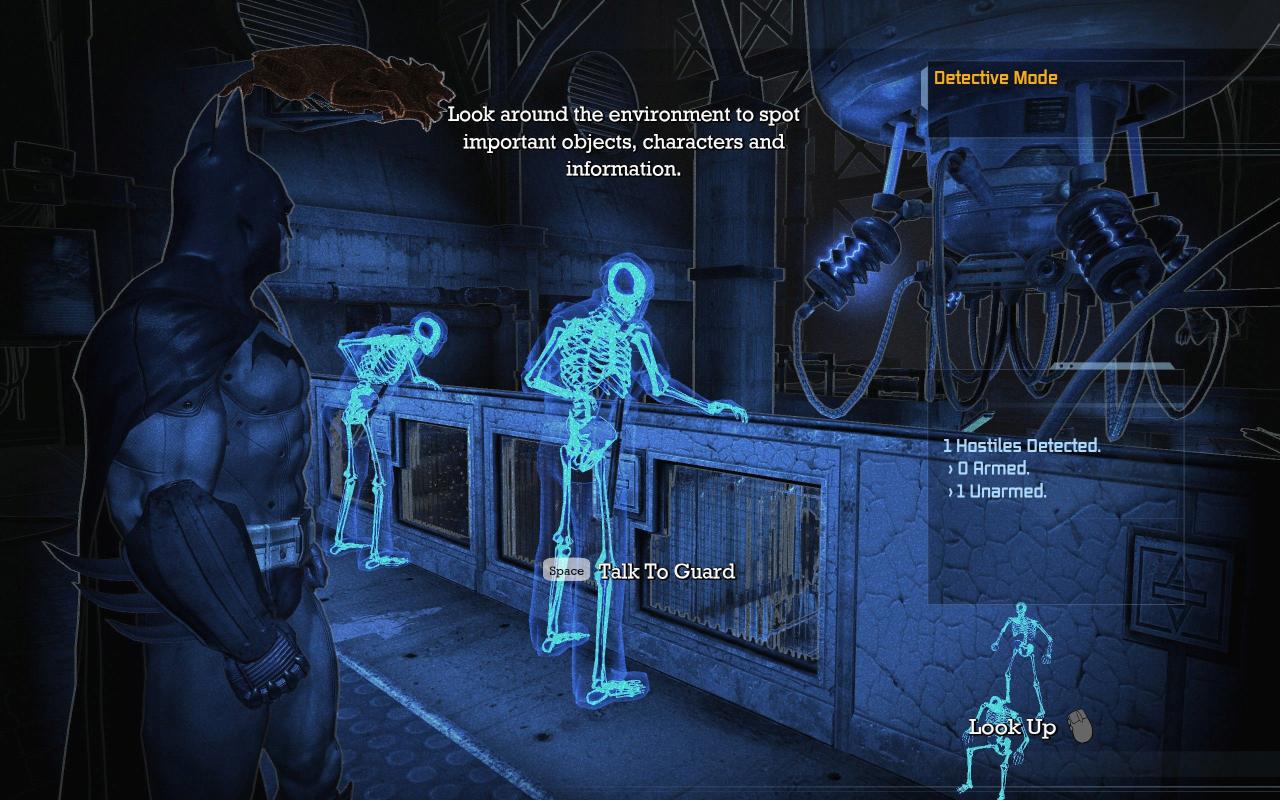 Detective Mode
Look around the environment to spot
important objects, characters and
information.
1 Hostiles Detected.
› 0 Armed.
› 1 Unarmed.
Space Talk To Guard
Look Up